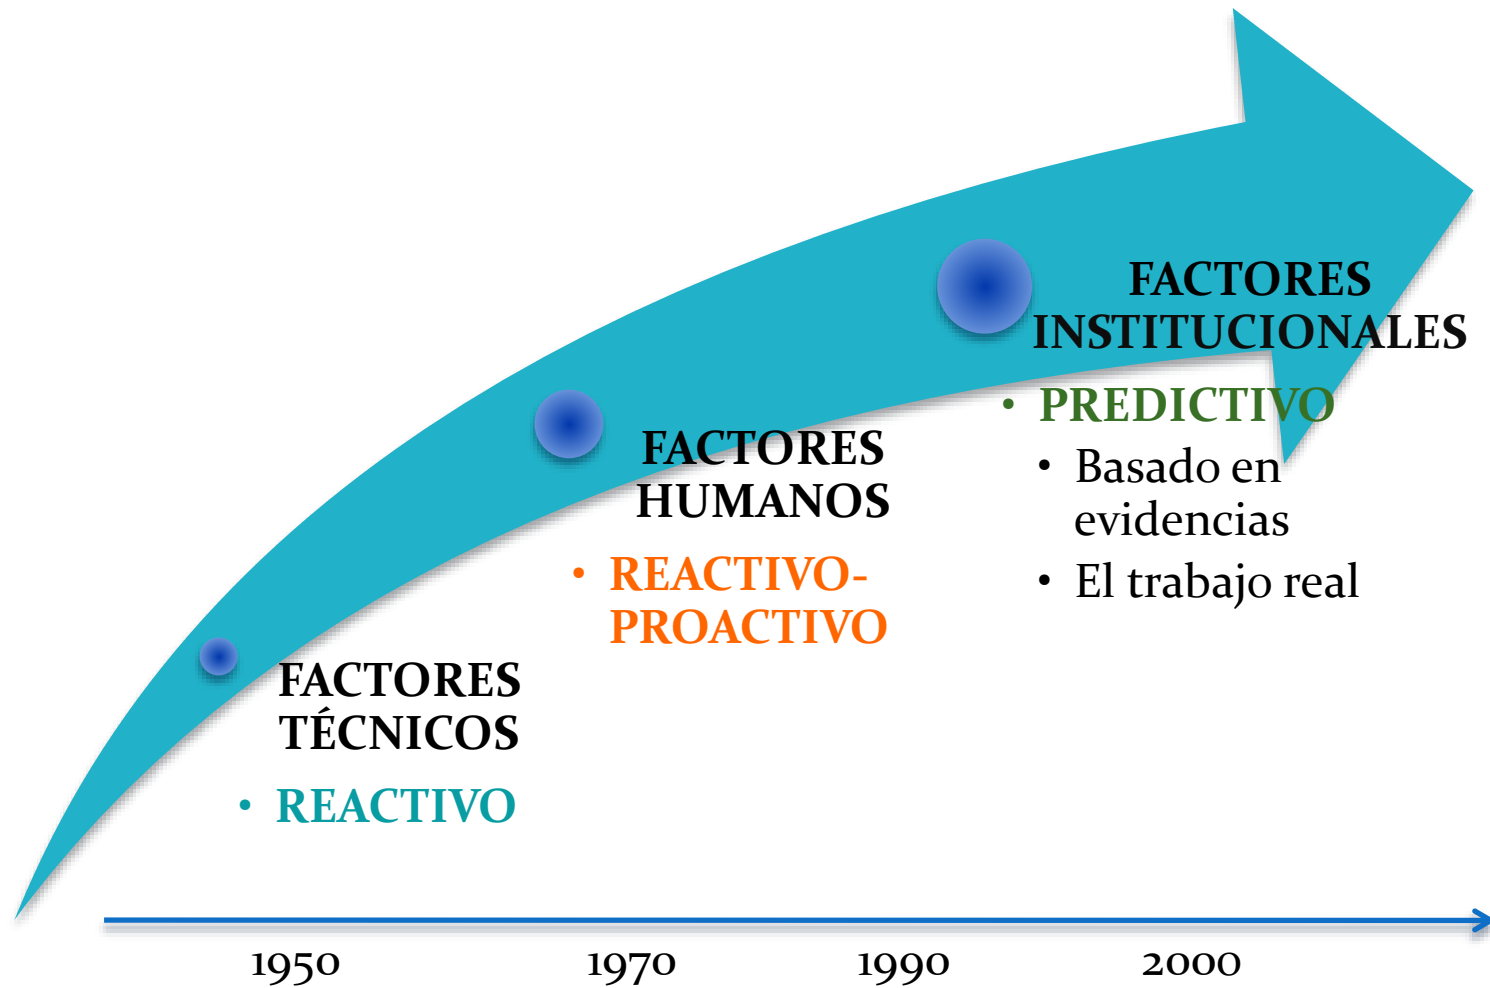 FACTORES
TÉCNICOS
• REACTIVO
FACTORES
HUMANOS
• REACTIVO-
PROACTIVO
FACTORES
INSTITUCIONALES
• PREDICTIVO
• Basado en
evidencias
• El trabajo real
1950
1970
1990
2000